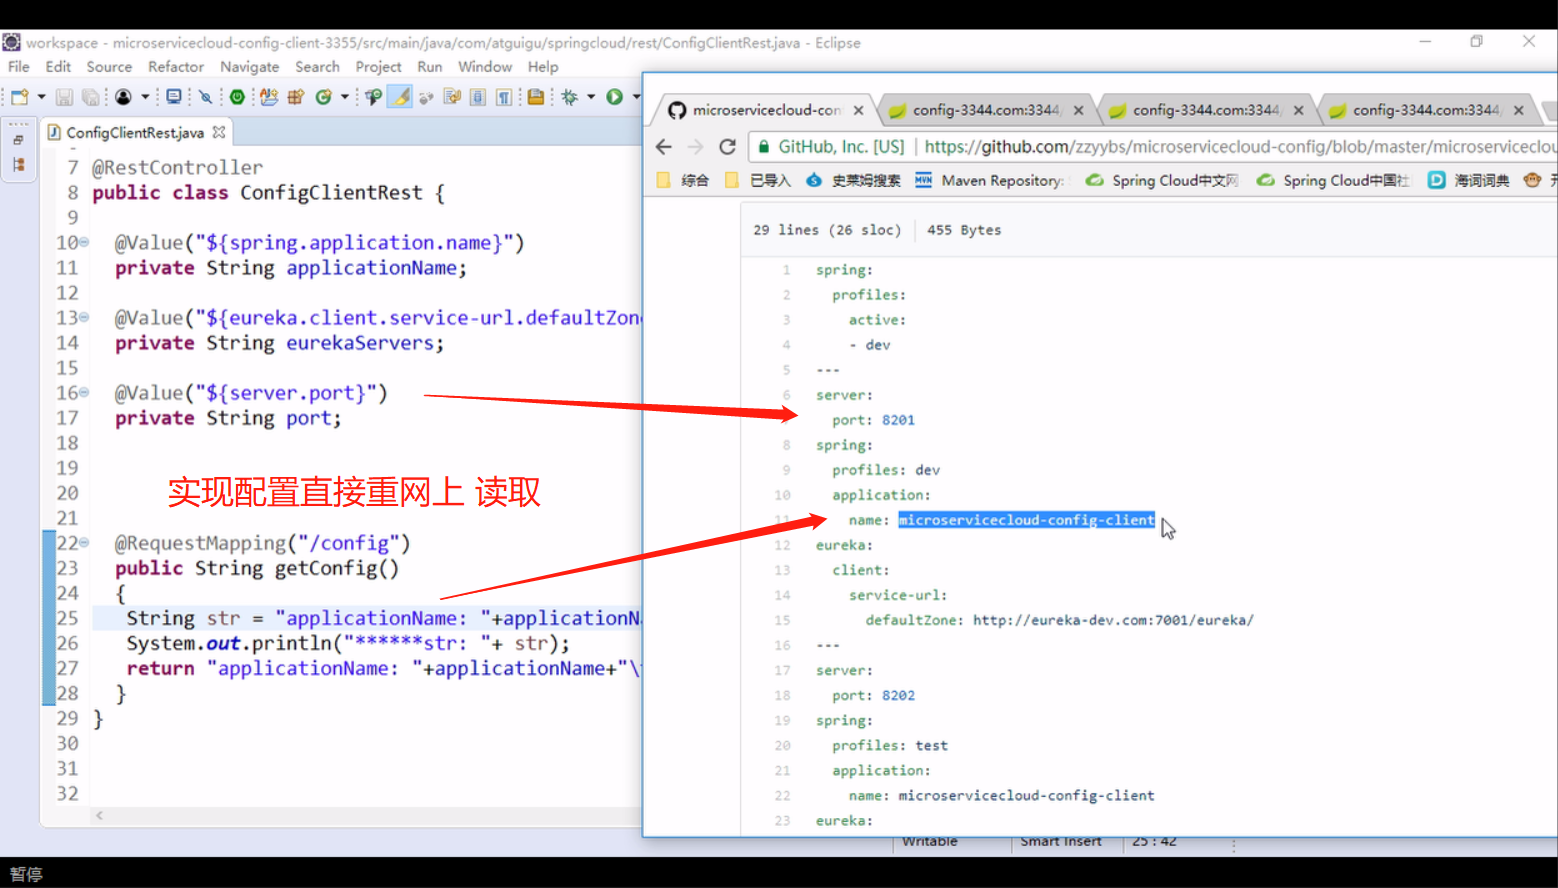 workspace - microservicecloud-config-client-3355/src/main/java/com/atguigu/springcloud/rest/ConfigClientRest.java - Eclipse
File Edit Source Refactor Navigate Search Project Run Window Help
ConfigClientRest.java
7 @RestController
8 public class ConfigClientRest {
9
10 @Value("${spring.application.name}")
11 private String applicationName;
12
13 @Value("${eureka.client.service-url.defaultZone
14 private String eurekaServers;
15
16 @Value("${server.port}")
17 private String port;
18
19
20
21
22 @RequestMapping("/config")
23 public String getConfig()
24 {
25 String str = "applicationName: "+applicationN
26 System.out.println("******str: "+ str);
27 return "applicationName: "+applicationName+"\
28 }
29 }
30
31
32
实现配置直接重网上 读取
microservicecloud-con config-3344.com:3344/ config-3344.com:3344/ config-3344.com:3344/
GitHub, Inc. [US] https://github.com/zzyybs/microservicecloud-config/blob/master/microserviceclou
综合 已导入 史莱姆搜索 Maven Repository: Spring Cloud中文网 Spring Cloud中国社 海词词典
29 lines (26 sloc) 455 Bytes
1 spring:
2 profiles:
3 active:
4 - dev
5 ---
6 server:
port: 8201
8 spring:
9 profiles: dev
10 application:
11 name: microservicecloud-config-client
12 eureka:
13 client:
14 service-url:
15 defaultZone: http://eureka-dev.com:7001/eureka/
16 ---
17 server:
18 port: 8202
19 spring:
20 profiles: test
21 application:
22 name: microservicecloud-config-client
23 eureka:
Writable Smart Insert 25 : 42
暂停